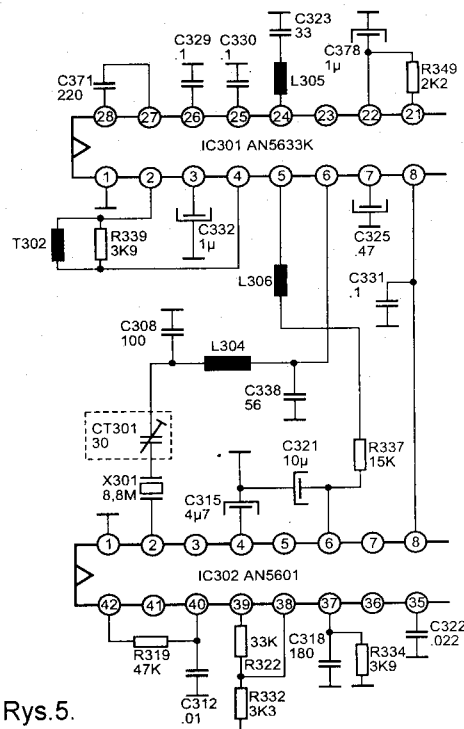 C323
33
C329
.1
C330
.1
C378
1µ
C371
220
L305
R349
2K2
28 27 26 25 24 23 22 21
IC301 AN5633K
1 2 3 4 5 6 7 8
T302
R339
3K9
C332
1µ
C325
.47
L306
C331
.1
C308
100
L304
C338
56
CT301
30
X301
8,8M
C321
10µ
R337
15K
C315
4µ7
1 2 3 4 5 6 7 8
IC302 AN5601
42 41 40 39 38 37 36 35
R319
47K
C312
.01
33K
R322
R332
3K3
C318
180
R334
3K9
C322
.022
Rys.5.